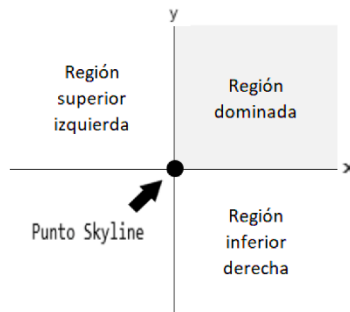 y
Región
superior
izquierda
Región
dominada
x
Punto Skyline
Región
inferior
derecha